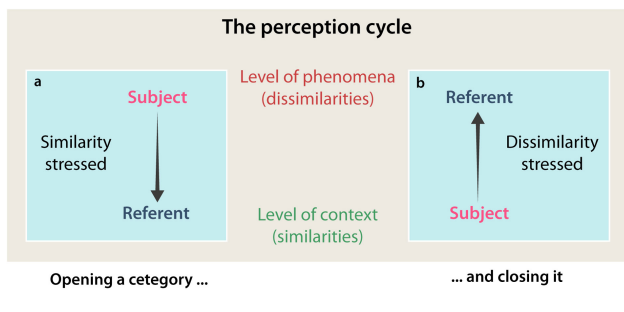 The perception cycle
a
Subject
Similarity
stressed
Referent
Level of phenomena
(dissimilarities)
Level of context
(similarities)
b
Referent
Dissimilarity
stressed
Subject
Opening a cetegory ...
... and closing it